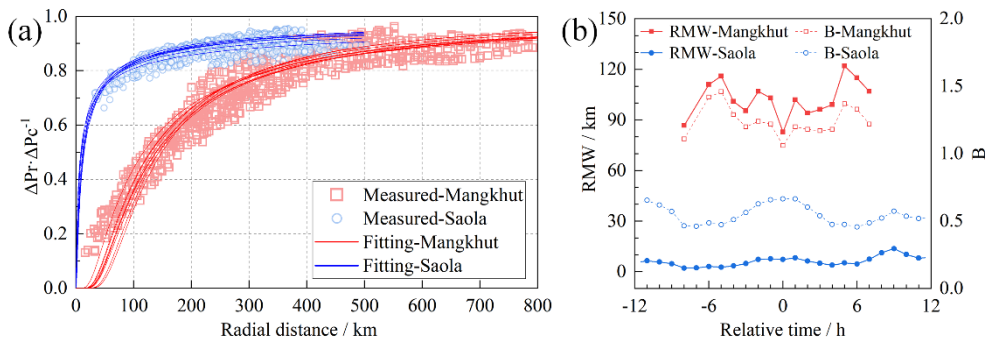 (a)
1.0
0.8
0.6
0.4
0.2
0.0
ΔPr·ΔPc⁻¹
0 100 200 300 400 500 600 700 800
Radial distance / km
Measured-Mangkhut
Measured-Saola
Fitting-Mangkhut
Fitting-Saola
(b)
150
120
90
60
30
0
RMW / km
RMW-Mangkhut B-Mangkhut
RMW-Saola B-Saola
2.0
1.5
1.0
0.5
0.0
B
-12 -6 0 6 12
Relative time / h